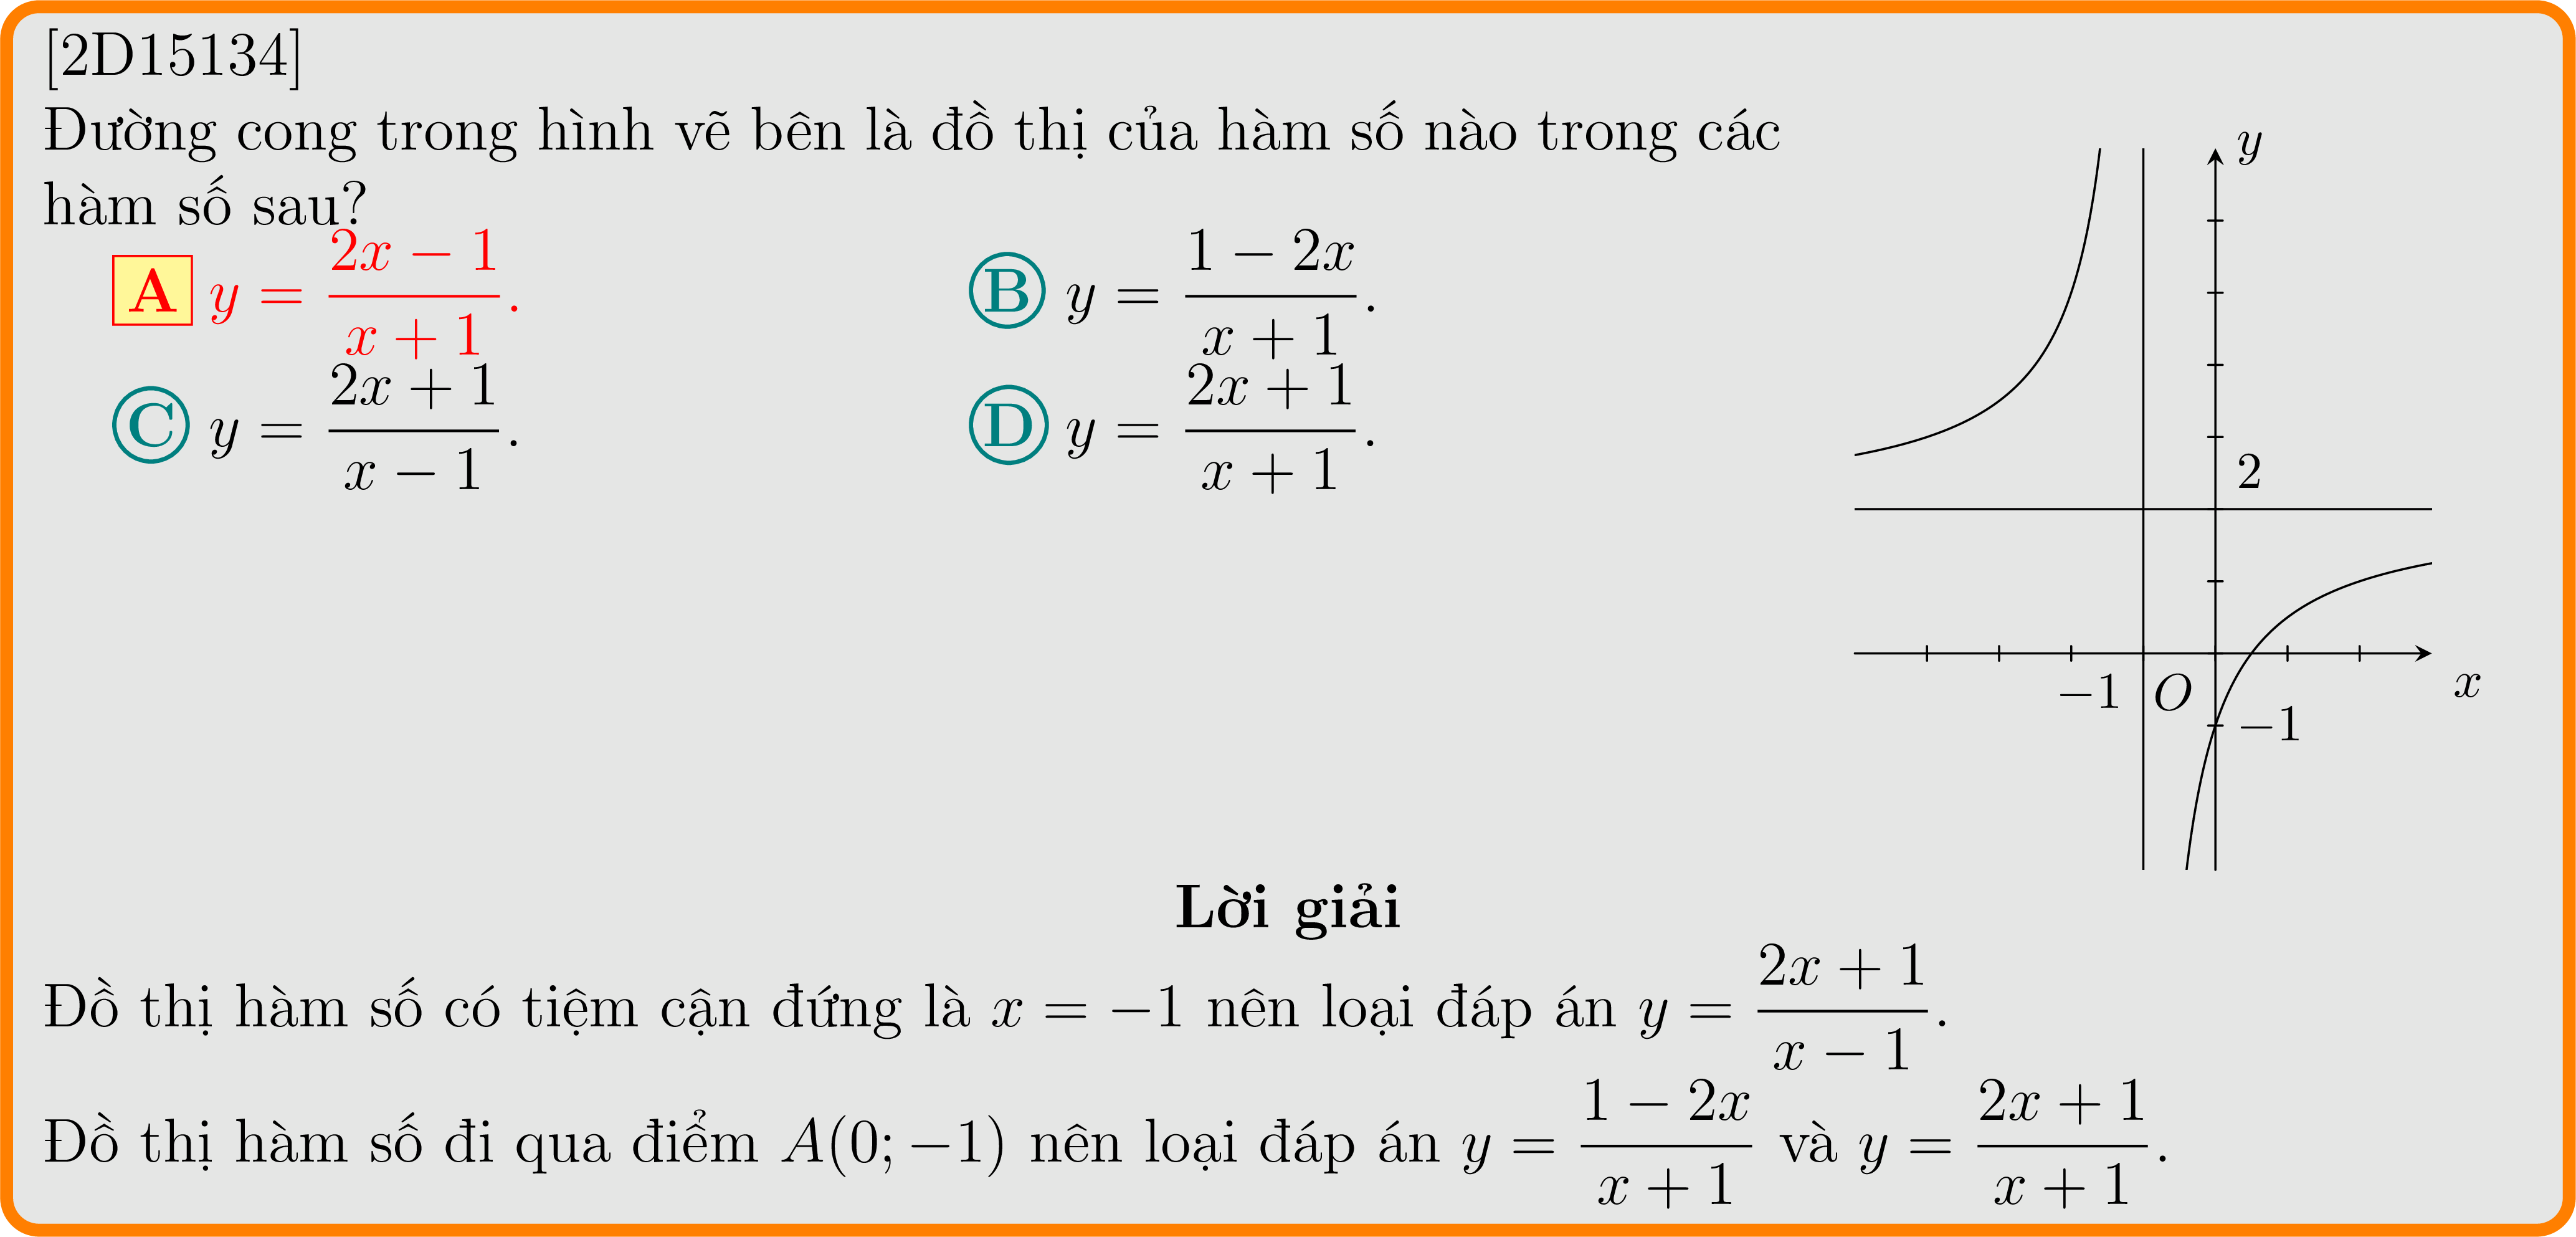 [2D15134]
Đường cong trong hình vẽ bên là đồ thị của hàm số nào trong các
hàm số sau?
A y = \frac{2x − 1}{x + 1}. B y = \frac{1 − 2x}{x + 1}.
C y = \frac{2x + 1}{x − 1}. D y = \frac{2x + 1}{x + 1}.
y
2
−1 O x
−1
Lời giải
Đồ thị hàm số có tiệm cận đứng là x = −1 nên loại đáp án y = \frac{2x + 1}{x − 1}.
Đồ thị hàm số đi qua điểm A(0; −1) nên loại đáp án y = \frac{1 − 2x}{x + 1} và y = \frac{2x + 1}{x + 1}.